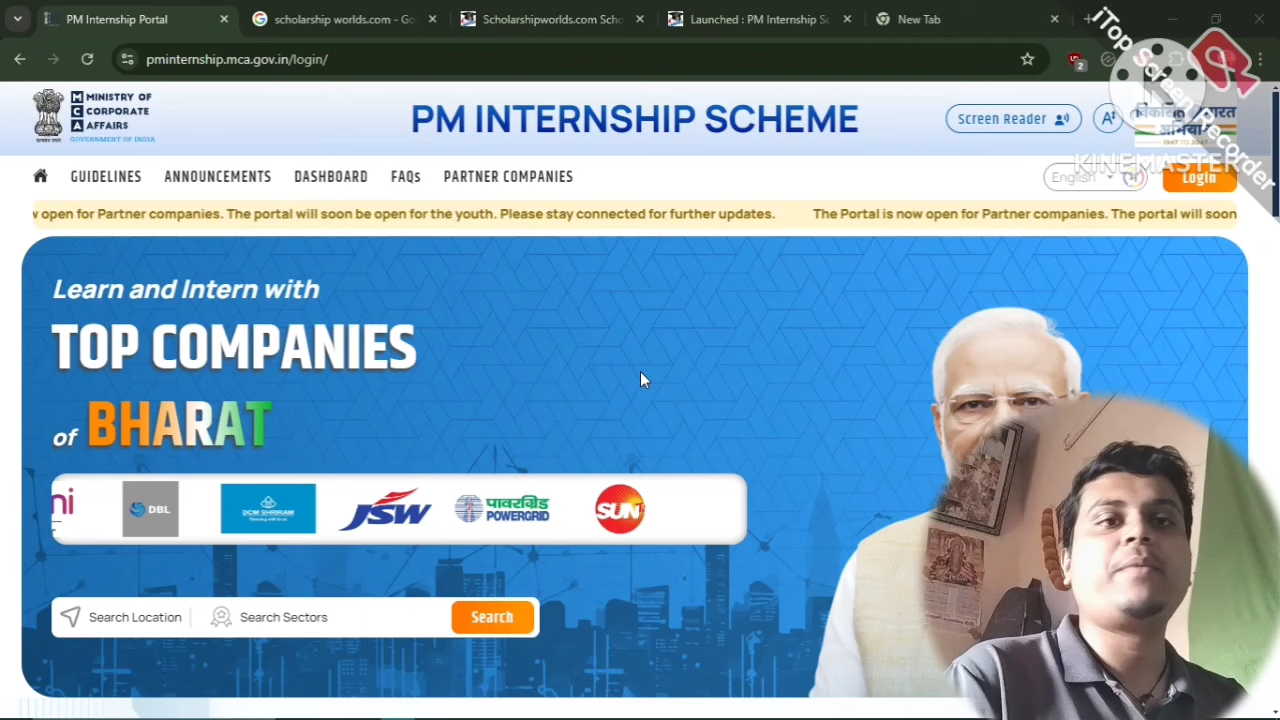 PM Internship Portal
scholarship worlds.com - Go
Scholarshipworlds.com Scho
Launched : PM Internship Sc
New Tab
pminternship.mca.gov.in/login/
2
MINISTRY OF
CORPORATE
AFFAIRS
GOVERNMENT OF INDIA
PM INTERNSHIP SCHEME
Screen Reader
A
iTop Screen Recorder
KINEMASTER
GUIDELINES
ANNOUNCEMENTS
DASHBOARD
FAQs
PARTNER COMPANIES
English
Login
w open for Partner companies. The portal will soon be open for the youth. Please stay connected for further updates.
The Portal is now open for Partner companies. The portal will soon
Learn and Intern with
TOP COMPANIES
of BHARAT
ni
DBL
DCM SHRIRAM
JSW
पावरग्रिड
POWERGRID
SUN
Search Location
Search Sectors
Search